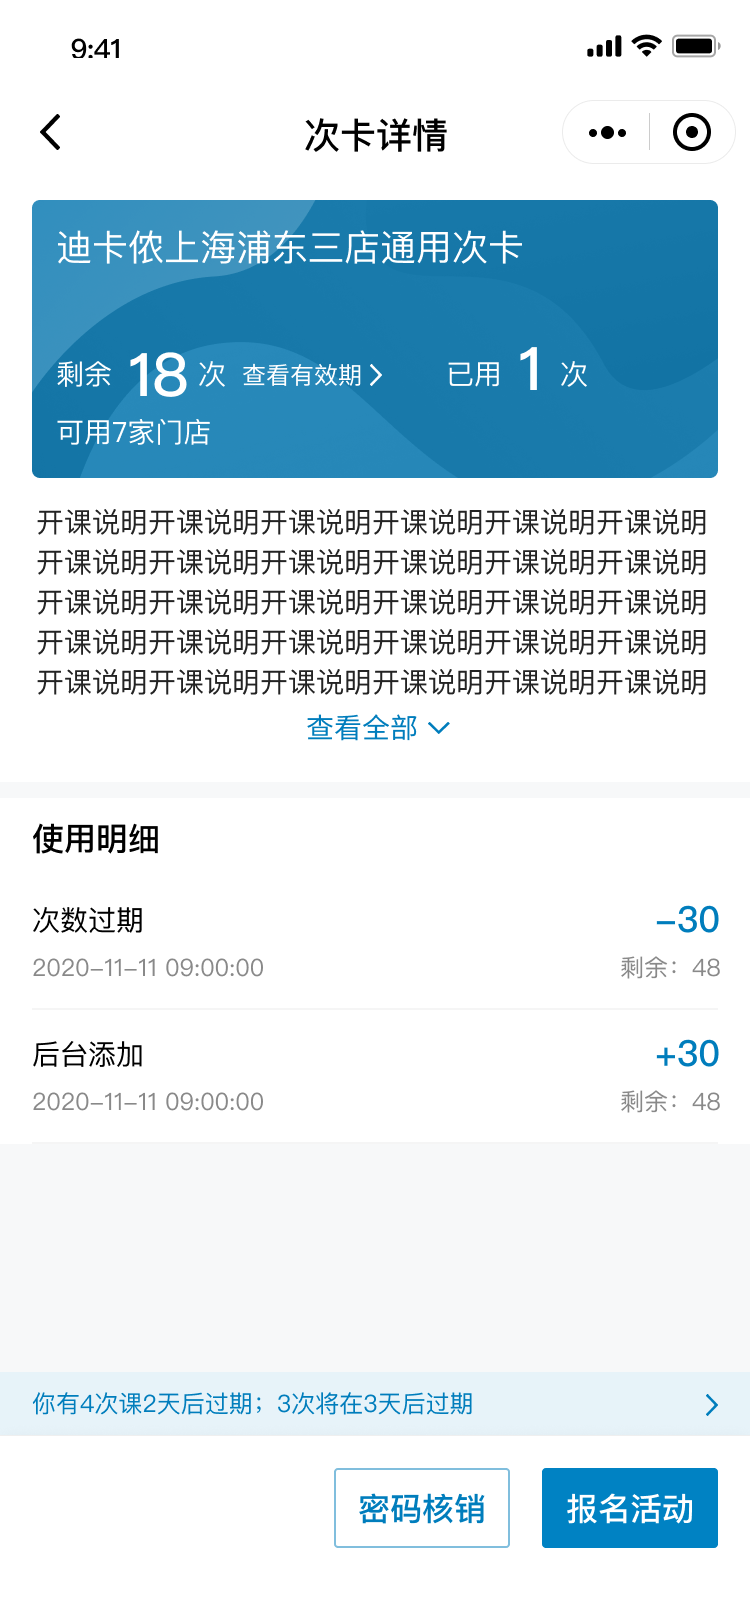 9:41
次卡详情
迪卡侬上海浦东三店通用次卡
剩余 18 次 查看有效期 已用 1 次
可用7家门店
开课说明开课说明开课说明开课说明开课说明开课说明
开课说明开课说明开课说明开课说明开课说明开课说明
开课说明开课说明开课说明开课说明开课说明开课说明
开课说明开课说明开课说明开课说明开课说明开课说明
开课说明开课说明开课说明开课说明开课说明开课说明
查看全部
使用明细
次数过期 –30
2020–11–11 09:00:00 剩余：48
后台添加 +30
2020–11–11 09:00:00 剩余：48
你有4次课2天后过期；3次将在3天后过期
密码核销 报名活动